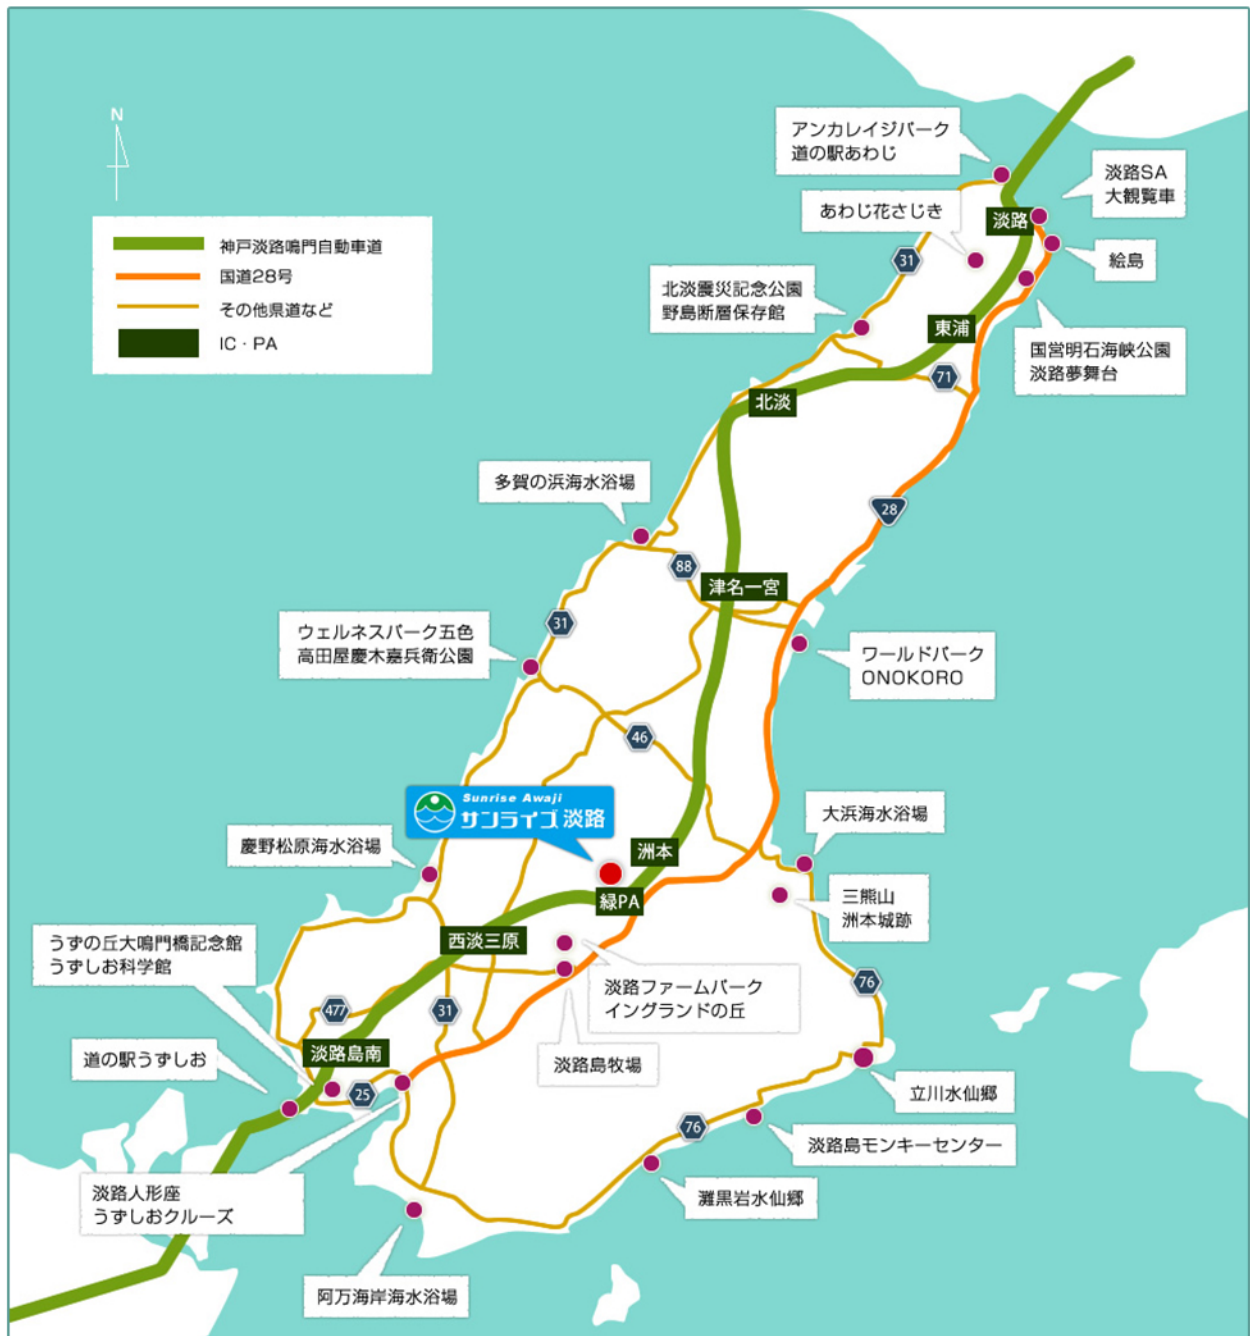 N
神戸淡路鳴門自動車道
国道28号
その他県道など
IC・PA
アンカレイジパーク
道の駅あわじ
淡路SA
大観覧車
あわじ花さじき
淡路
絵島
31
北淡震災記念公園
野島断層保存館
東浦
国営明石海峡公園
淡路夢舞台
71
北淡
多賀の浜海水浴場
28
88
津名一宮
31
ウェルネスパーク五色
高田屋慶木嘉兵衛公園
ワールドパーク
ONOKORO
46
Sunrise Awaji
サンライズ淡路
大浜海水浴場
慶野松原海水浴場
洲本
三熊山
洲本城跡
緑PA
うずの丘大鳴門橋記念館
うずしお科学館
西淡三原
淡路ファームパーク
イングランドの丘
76
477
31
淡路島南
道の駅うずしお
淡路島牧場
25
立川水仙郷
76
淡路島モンキーセンター
淡路人形座
うずしおクルーズ
灘黒岩水仙郷
阿万海岸海水浴場